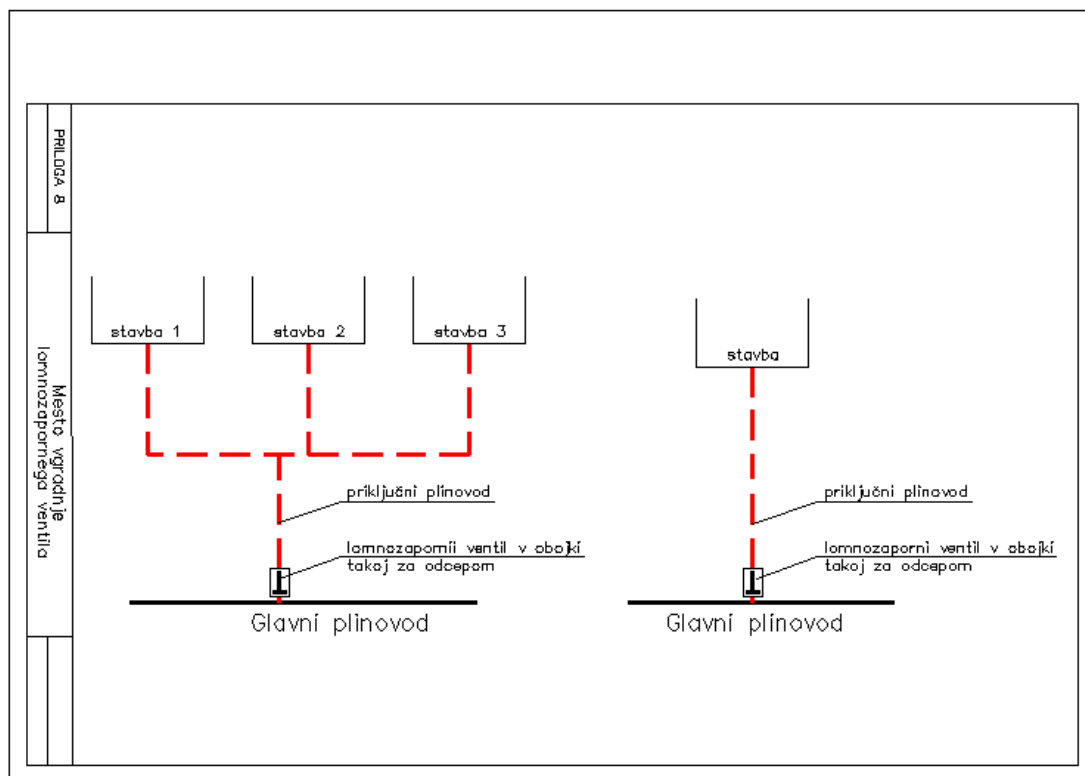 PRILOGA 8
Mesto vgradnje
lomnozapornega ventila
stavba 1
stavba 2
stavba 3
priključni plinovod
lomnozapornii ventil v obojki
takoj za odcepom
Glavni plinovod
stavba
priključni plinovod
lomnozaporni ventil v obojki
takoj za odcepom
Glavni plinovod